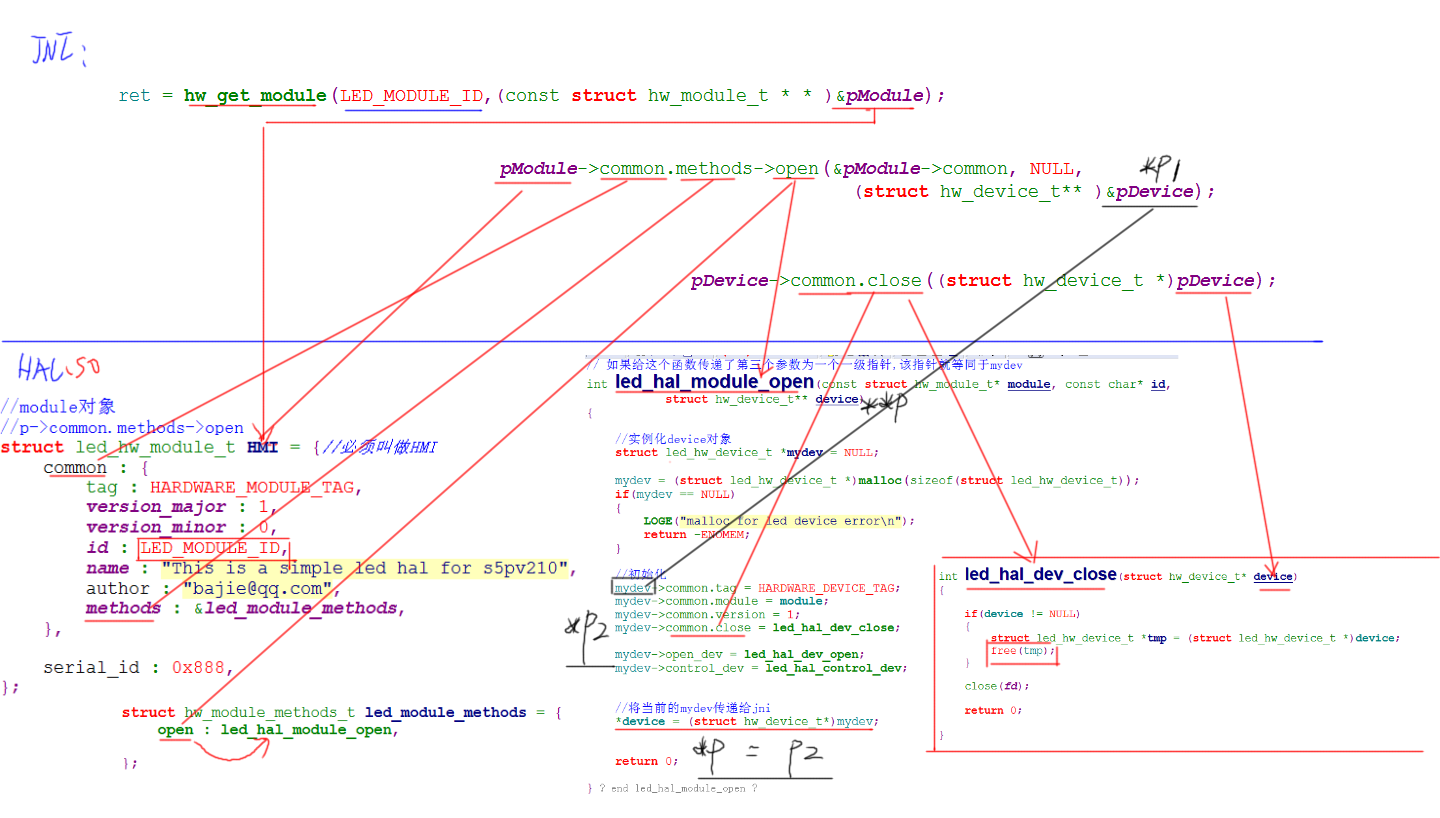 JNI:
ret = hw_get_module(LED_MODULE_ID,(const struct hw_module_t * * )&pModule);
pModule->common.methods->open(&pModule->common, NULL,
*P1
(struct hw_device_t** )&pDevice);
pDevice->common.close((struct hw_device_t *)pDevice);
HAL.so
//module对象
//p->common.methods->open
struct led_hw_module_t HMI = {//必须叫做HMI
common : {
tag : HARDWARE_MODULE_TAG,
version_major : 1,
version_minor : 0,
id : LED_MODULE_ID,
name : "This is a simple led hal for s5pv210",
author : "bajie@qq.com",
methods : &led_module_methods,
},
serial_id : 0x888,
};
struct hw_module_methods_t led_module_methods = {
open : led_hal_module_open,
};
// 如果给这个函数传递了第三个参数为一个一级指针,该指针就等同于mydev
int led_hal_module_open(const struct hw_module_t* module, const char* id,
struct hw_device_t** device)
**P
{
//实例化device对象
struct led_hw_device_t *mydev = NULL;
mydev = (struct led_hw_device_t *)malloc(sizeof(struct led_hw_device_t));
if(mydev == NULL)
{
LOGE("malloc for led device error\n");
return -ENOMEM;
}
//初始化
mydev->common.tag = HARDWARE_DEVICE_TAG;
mydev->common.module = module;
mydev->common.version = 1;
mydev->common.close = led_hal_dev_close;
*P2
mydev->open_dev = led_hal_dev_open;
mydev->control_dev = led_hal_control_dev;
//将当前的mydev传递给jni
*device = (struct hw_device_t*)mydev;
*P = P2
return 0;
} ? end led_hal_module_open ?
int led_hal_dev_close(struct hw_device_t* device)
{
if(device != NULL)
{
struct led_hw_device_t *tmp = (struct led_hw_device_t *)device;
free(tmp);
}
close(fd);
return 0;
}